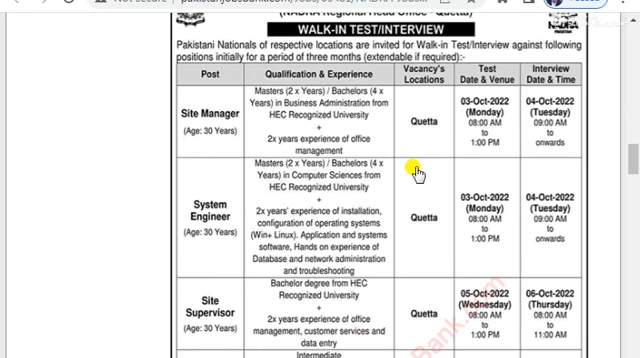 (NADRA Regional Head Office - Quetta)
WALK-IN TEST/INTERVIEW
PAKISTAN
Pakistani Nationals of respective locations are invited for Walk-in Test/Interview against following
positions initially for a period of three months (extendable if required):-
Post
Qualification & Experience
Vacancy's
Locations
Test
Date & Venue
Interview
Date & Time
Site Manager
(Age: 30 Years)
Masters (2 x Years) / Bachelors (4 x
Years) in Business Administration from
HEC Recognized University
+
2x years experience of office
management
Quetta
03-Oct-2022
(Monday)
08:00 AM
to
1:00 PM
04-Oct-2022
(Tuesday)
09:00 AM
to
onwards
System
Engineer
(Age: 30 Years)
Masters (2 x Years) / Bachelors (4 x
Years) in Computer Sciences from
HEC Recognized University
+
2x years' experience of installation,
configuration of operating systems
(Win+ Linux). Application and systems
software, Hands on experience of
Database and network administration
and troubleshooting
Quetta
03-Oct-2022
(Monday)
08:00 AM
to
1:00 PM
04-Oct-2022
(Tuesday)
09:00 AM
to
onwards
Site
Supervisor
(Age: 30 Years)
Bachelor degree from HEC
Recognized University
+
2x years experience of office
management, customer services and
data entry
Quetta
05-Oct-2022
(Wednesday)
08:00 AM
to
1:00 PM
06-Oct-2022
(Thursday)
08:00 AM
to
11:00 AM
Intermediate
Bank.com